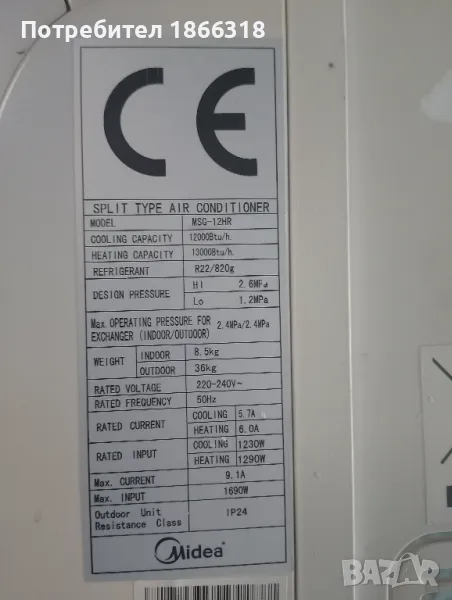 Потребител 1866318
CE
SPLIT TYPE AIR CONDITIONER
MODEL MSG-12HR
COOLING CAPACITY 12000Btu/h.
HEATING CAPACITY 13000Btu/h.
REFRIGERANT R22/820g
DESIGN PRESSURE HI 2.6MPa
Lo 1.2MPa
Max. OPERATING PRESSURE FOR EXCHANGER (INDOOR/OUTDOOR) 2.4MPa/2.4MPa
WEIGHT INDOOR 8.5kg
OUTDOOR 36kg
RATED VOLTAGE 220-240V~
RATED FREQUENCY 50Hz
RATED CURRENT COOLING 5.7A
HEATING 6.0A
RATED INPUT COOLING 1230W
HEATING 1290W
Max. CURRENT 9.1A
Max. INPUT 1690W
Outdoor Unit Resistance Class IP24
Midea
BAZAR